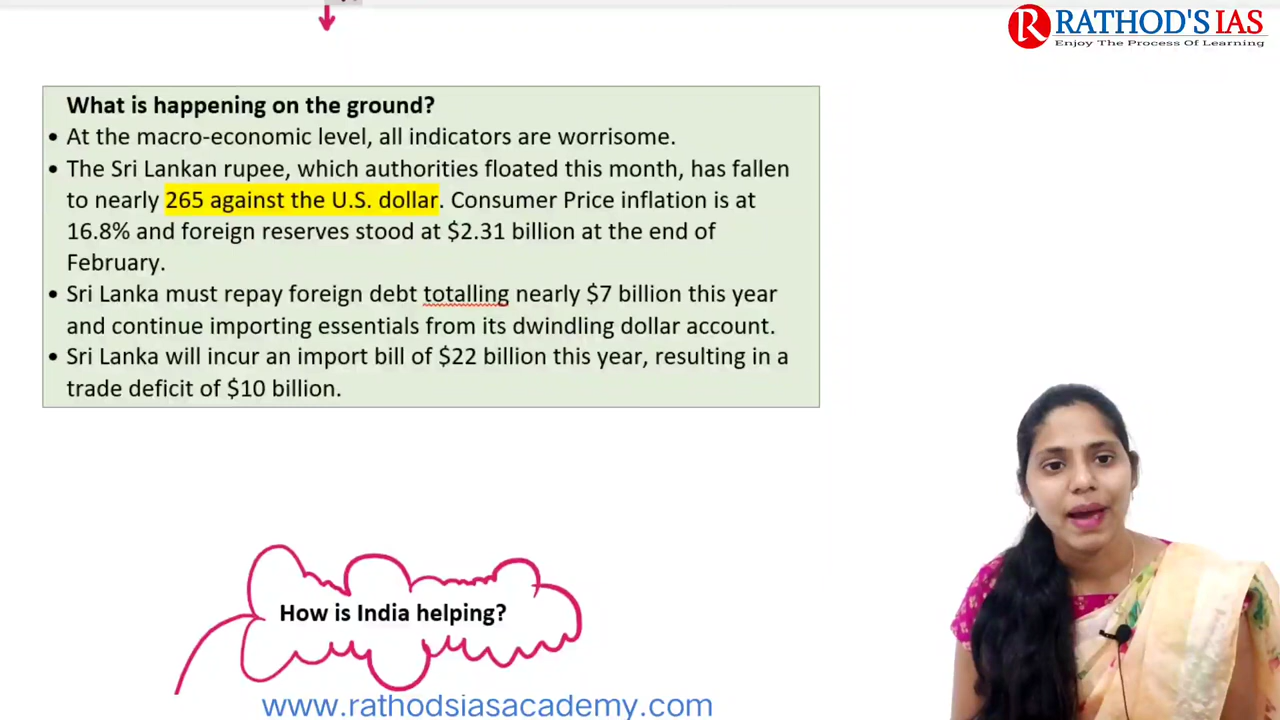 RATHOD'S IAS
Enjoy The Process Of Learning
What is happening on the ground?
• At the macro-economic level, all indicators are worrisome.
• The Sri Lankan rupee, which authorities floated this month, has fallen
to nearly 265 against the U.S. dollar. Consumer Price inflation is at
16.8% and foreign reserves stood at $2.31 billion at the end of
February.
• Sri Lanka must repay foreign debt totalling nearly $7 billion this year
and continue importing essentials from its dwindling dollar account.
• Sri Lanka will incur an import bill of $22 billion this year, resulting in a
trade deficit of $10 billion.
How is India helping?
www.rathodsiasacademy.com